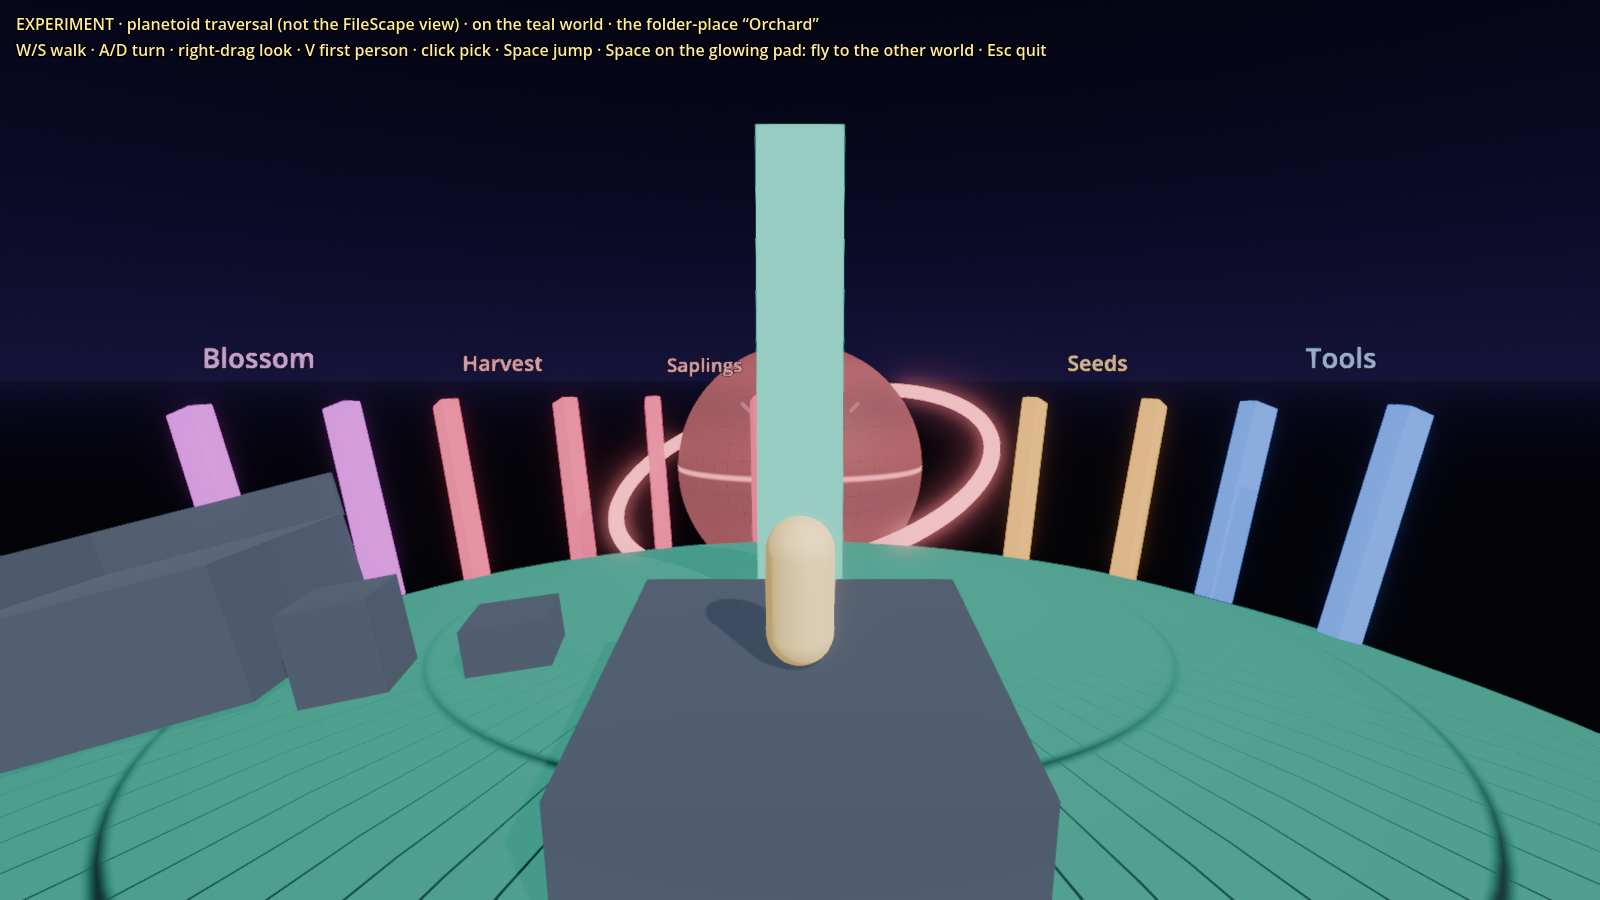 EXPERIMENT · planetoid traversal (not the FileScape view) · on the teal world · the folder-place “Orchard”
W/S walk · A/D turn · right-drag look · V first person · click pick · Space jump · Space on the glowing pad: fly to the other world · Esc quit
Blossom
Harvest
Saplings
Seeds
Tools